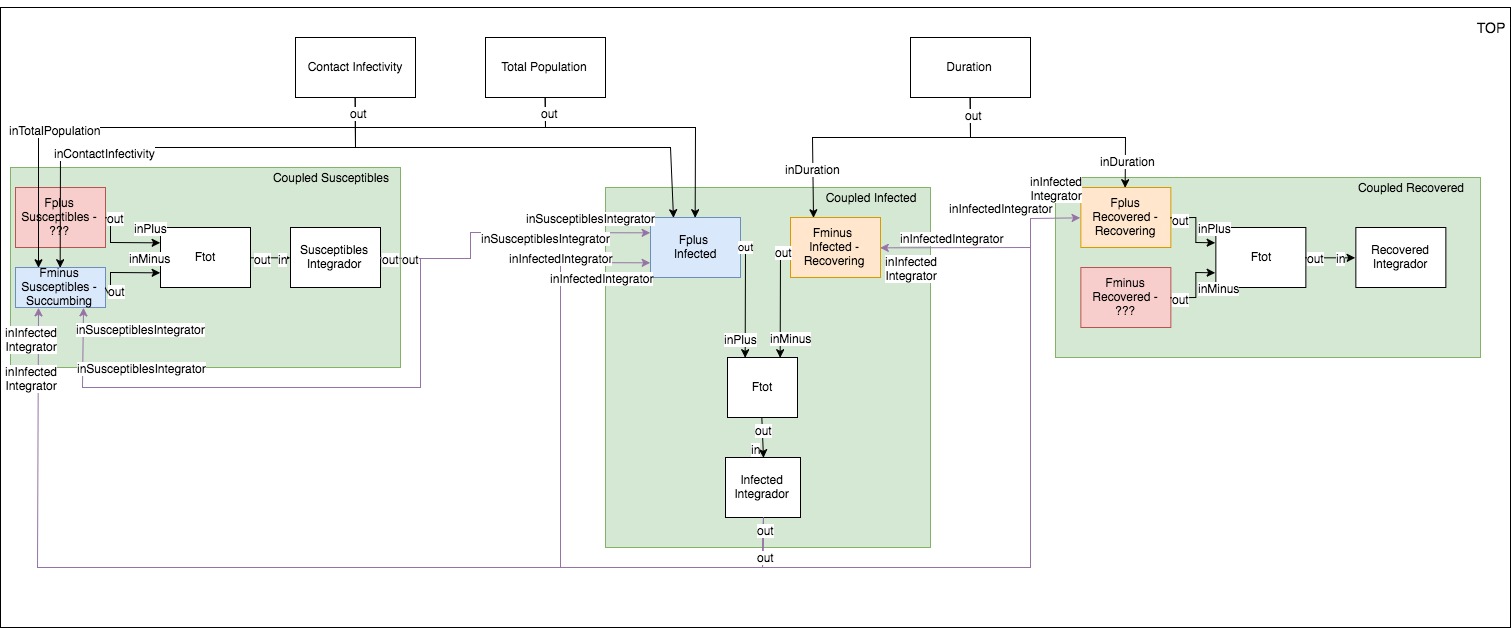 TOP
Contact Infectivity
Total Population
Duration
out
out
out
inTotalPopulation
inContactInfectivity
inDuration
inDuration
Coupled Susceptibles
Fplus
Susceptibles -
???
out
inPlus
Ftot
inMinus
Fminus
Susceptibles -
Succumbing
out
out
in
Susceptibles
Integrador
out
out
inInfected
Integrator
inSusceptiblesIntegrator
inInfected
Integrator
inSusceptiblesIntegrator
Coupled Infected
inSusceptiblesIntegrator
inSusceptiblesIntegrator
inInfectedIntegrator
inInfectedIntegrator
Fplus
Infected
out
out
Fminus
Infected -
Recovering
inInfectedIntegrator
inInfected
Integrator
inPlus
inMinus
Ftot
out
in
Infected
Integrador
out
out
Coupled Recovered
inInfected
Integrator
inInfectedIntegrator
Fplus
Recovered -
Recovering
out
inPlus
Ftot
Fminus
Recovered -
???
out
inMinus
out
in
Recovered
Integrador